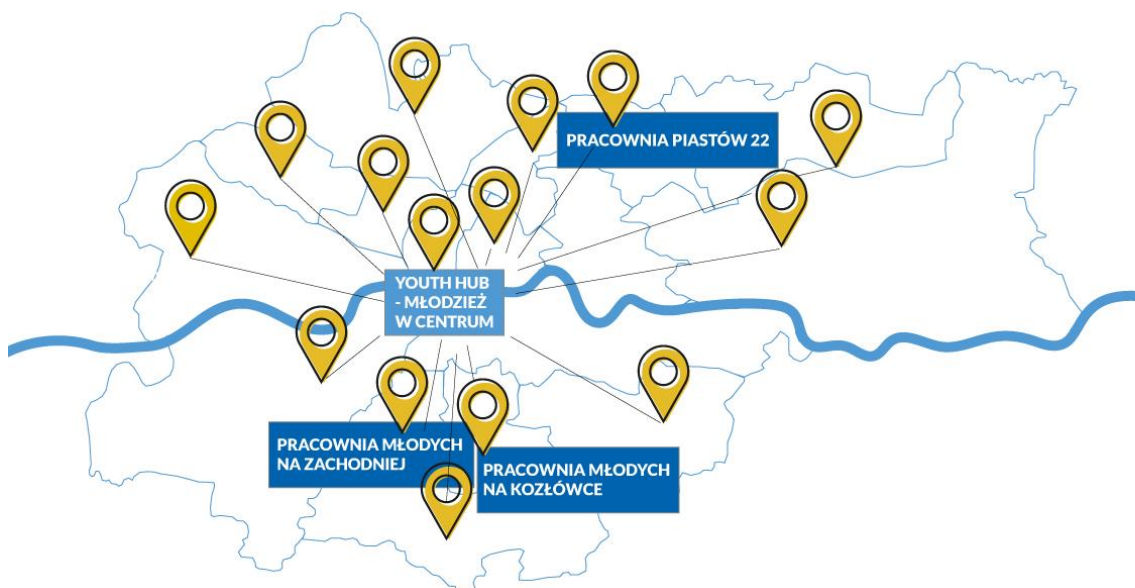 PRACOWNIA PIASTÓW 22
YOUTH HUB
- MŁODZIEŻ
W CENTRUM
PRACOWNIA MŁODYCH
NA ZACHODNIEJ
PRACOWNIA MŁODYCH
NA KOZŁÓWCE